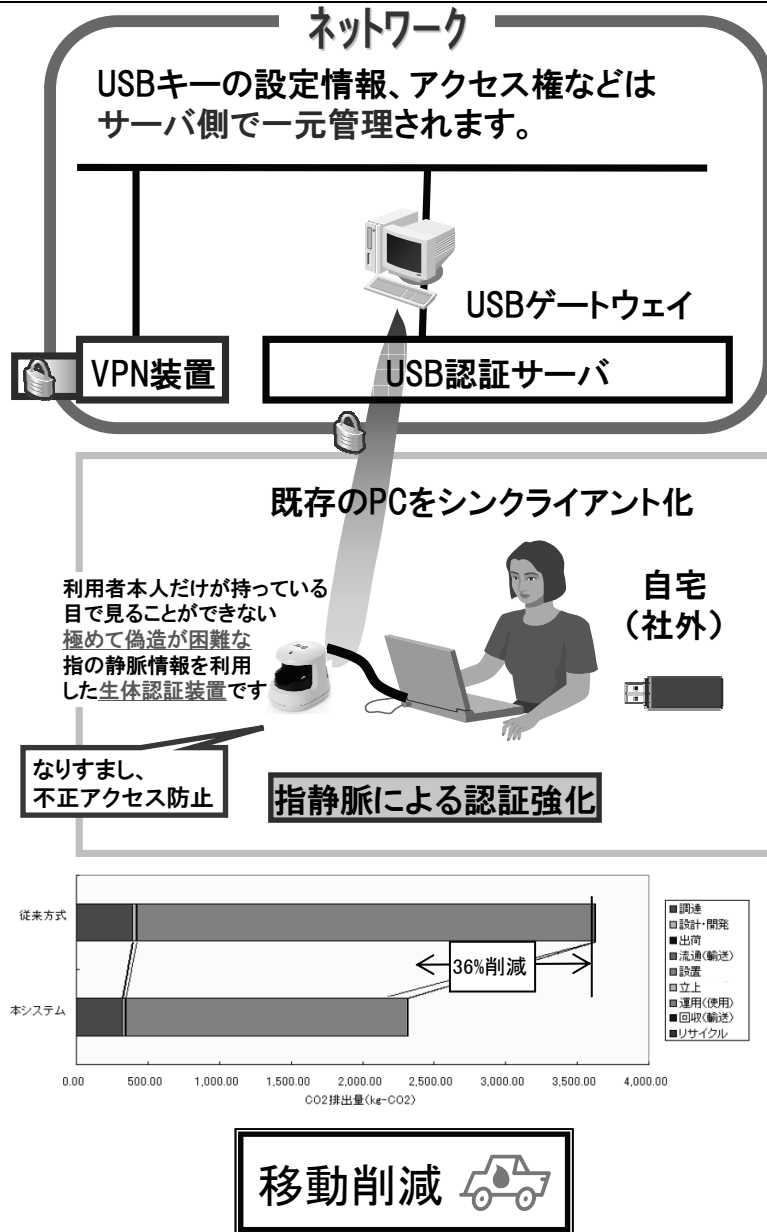 ネットワーク
USBキーの設定情報、アクセス権などは
サーバ側で一元管理されます。
USBゲートウェイ
VPN装置
USB認証サーバ
既存のPCをシンクライアント化
利用者本人だけが持っている
目で見ることができない
極めて偽造が困難な
指の静脈情報を利用
した生体認証装置です
自宅
(社外)
なりすまし、
不正アクセス防止
指静脈による認証強化
従来方式
本システム
36%削減
■調達
□設計・開発
■出荷
■流通(輸送)
■設置
□立上
■運用(使用)
■回収(輸送)
■リサイクル
0.00 500.00 1,000.00 1,500.00 2,000.00 2,500.00 3,000.00 3,500.00 4,000.00
CO2排出量(kg-CO2)
移動削減